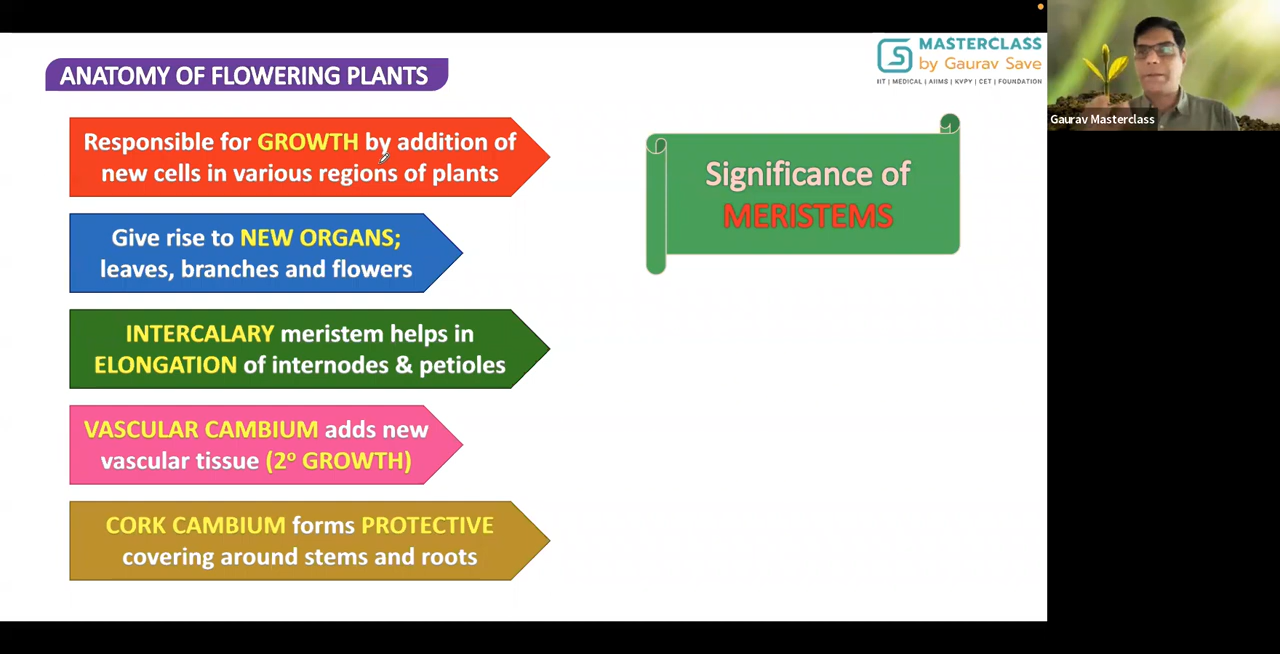 MASTERCLASS
by Gaurav Save
IIT | MEDICAL | AIIMS | KVPY | CET | FOUNDATION
Gaurav Masterclass
ANATOMY OF FLOWERING PLANTS
Responsible for GROWTH by addition of
new cells in various regions of plants
Give rise to NEW ORGANS;
leaves, branches and flowers
INTERCALARY meristem helps in
ELONGATION of internodes & petioles
VASCULAR CAMBIUM adds new
vascular tissue (2º GROWTH)
CORK CAMBIUM forms PROTECTIVE
covering around stems and roots
Significance of
MERISTEMS